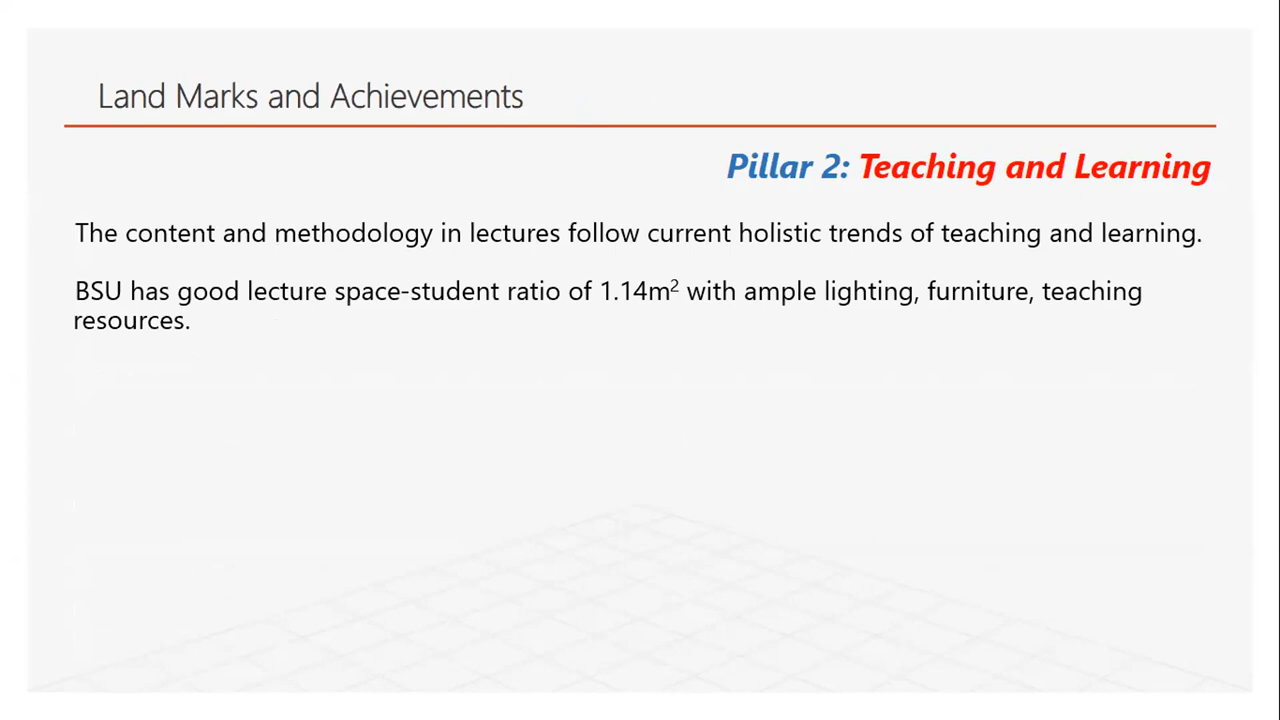 Land Marks and Achievements
Pillar 2: Teaching and Learning
The content and methodology in lectures follow current holistic trends of teaching and learning.
BSU has good lecture space-student ratio of 1.14m² with ample lighting, furniture, teaching
resources.